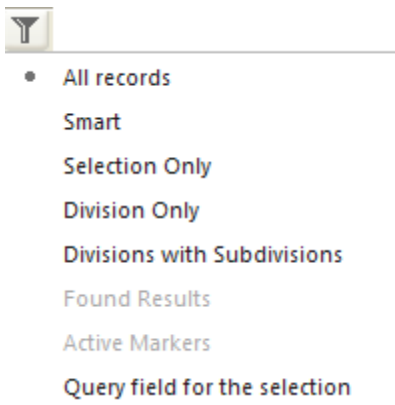 All records
Smart
Selection Only
Division Only
Divisions with Subdivisions
Found Results
Active Markers
Query field for the selection